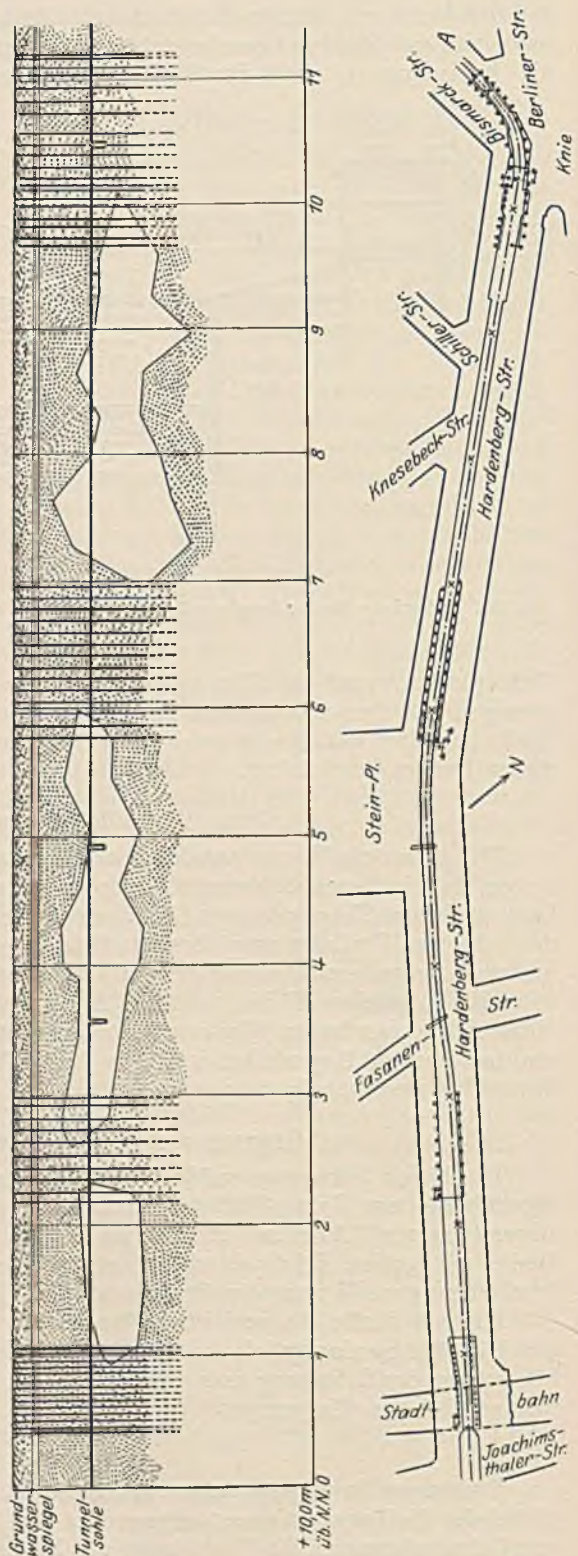 Grund-
wasser-
spiegel
Tunnel-
sohle
+10,0m
üb. N.N. 0
1
2
3
4
5
6
7
8
9
10
11
A
Bismarck-Str.
Berliner-Str.
Knie
Schiller-Str.
Knesebeck-Str.
Hardenberg-Str.
Stein-Pl.
N
Hardenberg-Str.
Fasanen
Str.
Stadt-
bahn
Joachims-
thaler-Str.